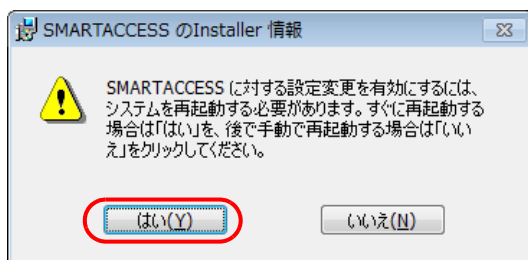 SMARTACCESS のInstaller 情報
SMARTACCESS に対する設定変更を有効にするには、
システムを再起動する必要があります。すぐに再起動する
場合は「はい」を、後で手動で再起動する場合は「いい
え」をクリックしてください。
はい(Y)
いいえ(N)